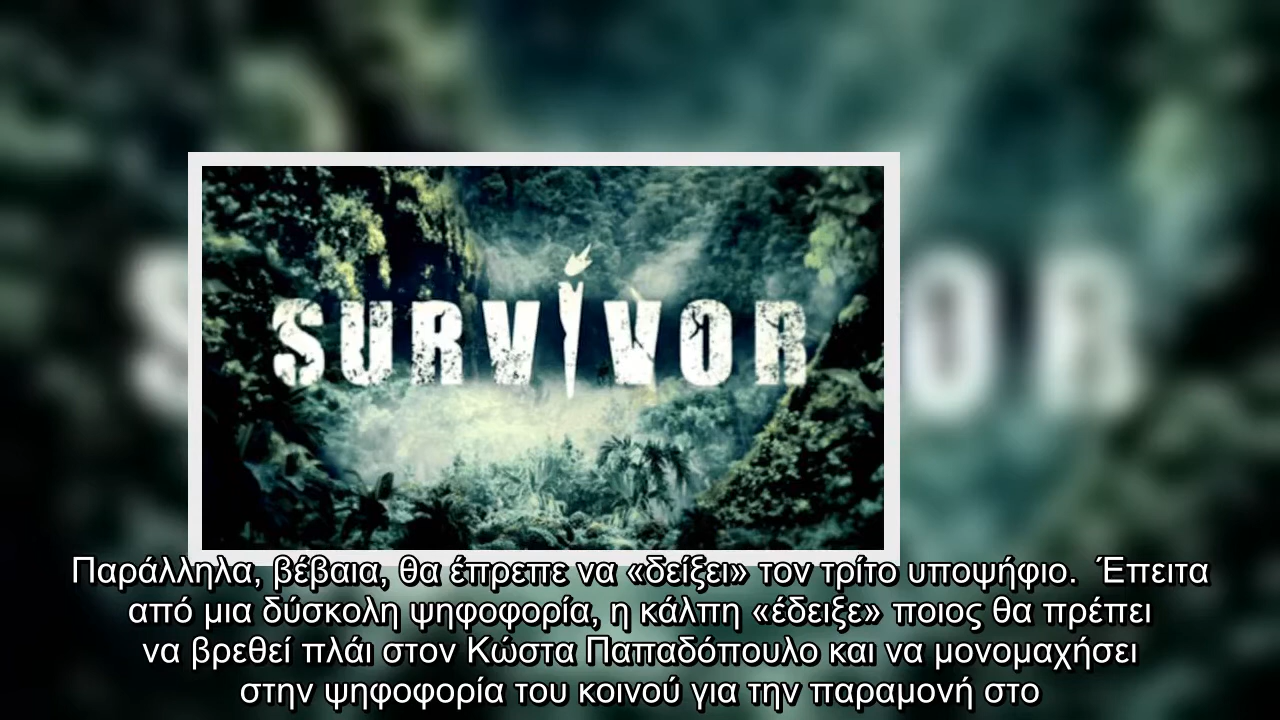 SURVIVOR
OR
Παράλληλα, βέβαια, θα έπρεπε να «δείξει» τον τρίτο υποψήφιο. Έπειτα
από μια δύσκολη ψηφοφορία, η κάλπη «έδειξε» ποιος θα πρέπει
να βρεθεί πλάι στον Κώστα Παπαδόπουλο και να μονομαχήσει
στην ψηφοφορία του κοινού για την παραμονή στο